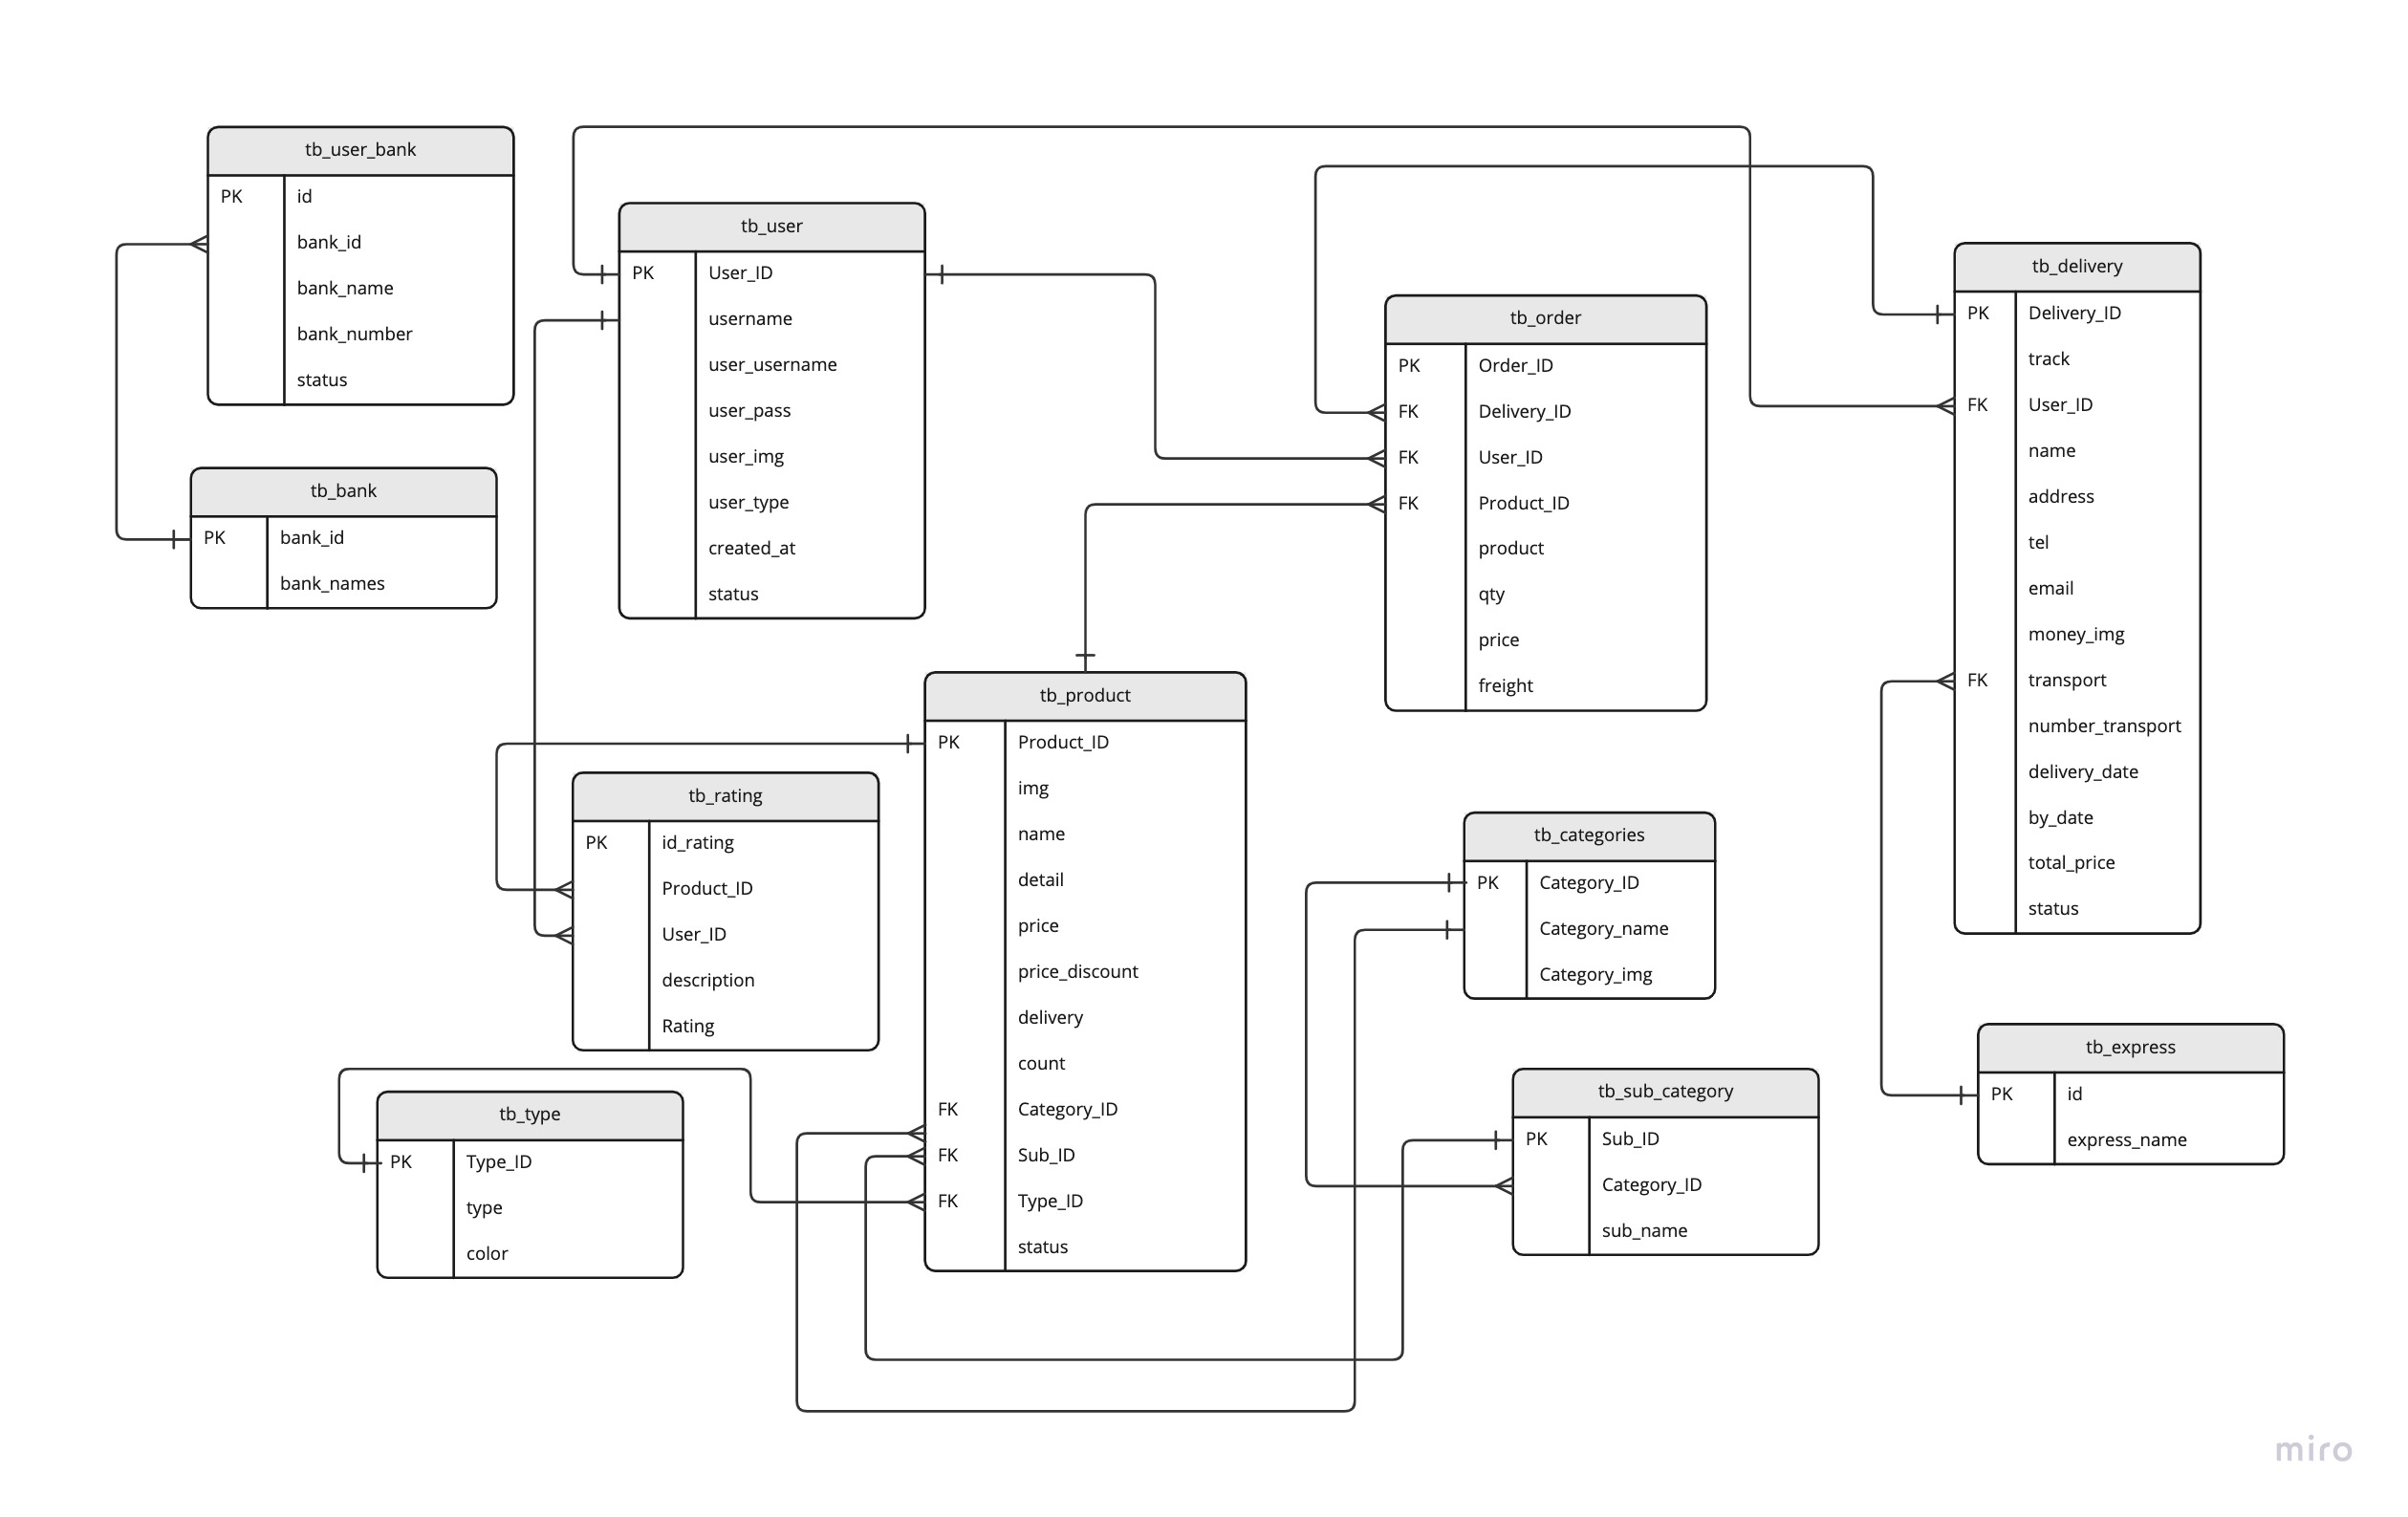 tb_user_bank
PK id
bank_id
bank_name
bank_number
status
tb_bank
PK bank_id
bank_names
tb_user
PK User_ID
username
user_username
user_pass
user_img
user_type
created_at
status
tb_order
PK Order_ID
FK Delivery_ID
FK User_ID
FK Product_ID
product
qty
price
freight
tb_delivery
PK Delivery_ID
track
FK User_ID
name
address
tel
email
money_img
FK transport
number_transport
delivery_date
by_date
total_price
status
tb_product
PK Product_ID
img
name
detail
price
price_discount
delivery
count
FK Category_ID
FK Sub_ID
FK Type_ID
status
tb_rating
PK id_rating
Product_ID
User_ID
description
Rating
tb_categories
PK Category_ID
Category_name
Category_img
tb_type
PK Type_ID
type
color
tb_sub_category
PK Sub_ID
Category_ID
sub_name
tb_express
PK id
express_name
miro